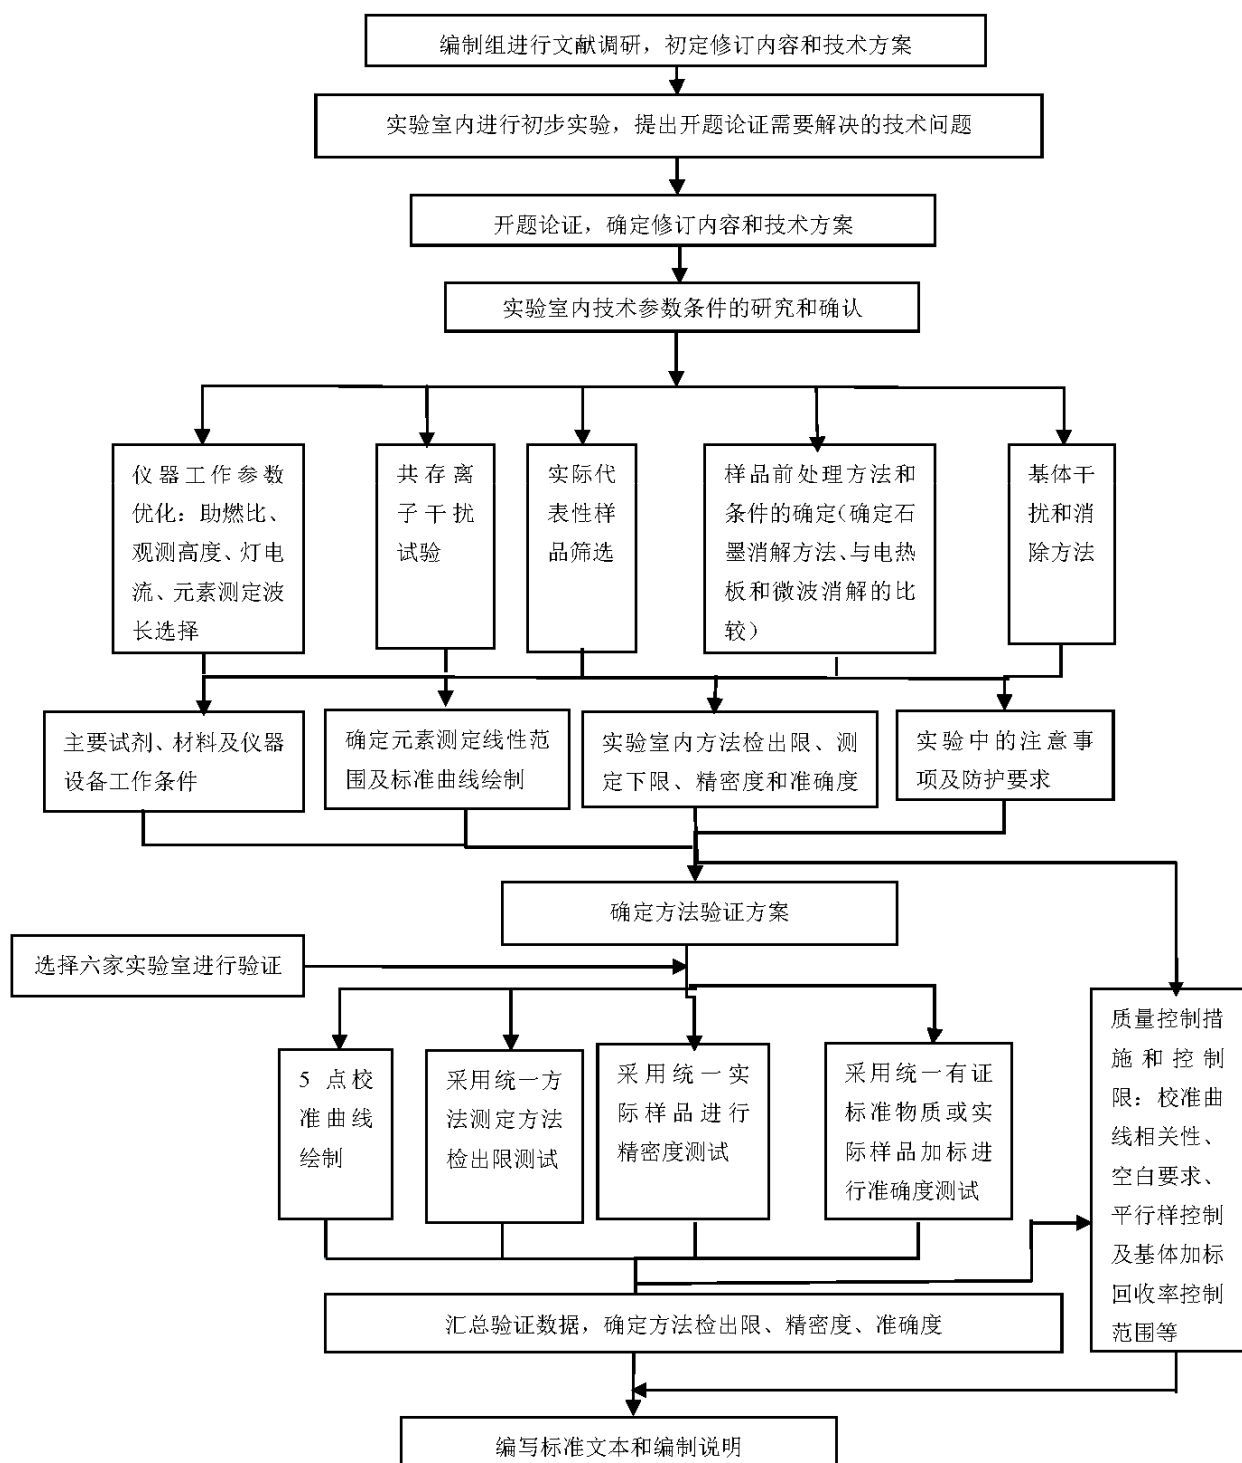 编制组进行文献调研，初定修订内容和技术方案
实验室内进行初步实验，提出开题论证需要解决的技术问题
开题论证，确定修订内容和技术方案
实验室内技术参数条件的研究和确认
仪器工作参数
优化：助燃比、
观测高度、灯电
流、元素测定波
长选择
共存离
子干扰
试验
实际代
表性样
品筛选
样品前处理方法和
条件的确定（确定石
墨消解方法、与电热
板和微波消解的比
较）
基体干
扰和消
除方法
主要试剂、材料及仪器
设备工作条件
确定元素测定线性范
围及标准曲线绘制
实验室内方法检出限、测
定下限、精密度和准确度
实验中的注意事
项及防护要求
确定方法验证方案
选择六家实验室进行验证
5 点校
准曲线
绘制
采用统一方
法测定方法
检出限测试
采用统一实
际样品进行
精密度测试
采用统一有证
标准物质或实
际样品加标进
行准确度测试
质量控制措
施和控制
限：校准曲
线相关性、
空白要求、
平行样控制
及基体加标
回收率控制
范围等
汇总验证数据，确定方法检出限、精密度、准确度
编写标准文本和编制说明